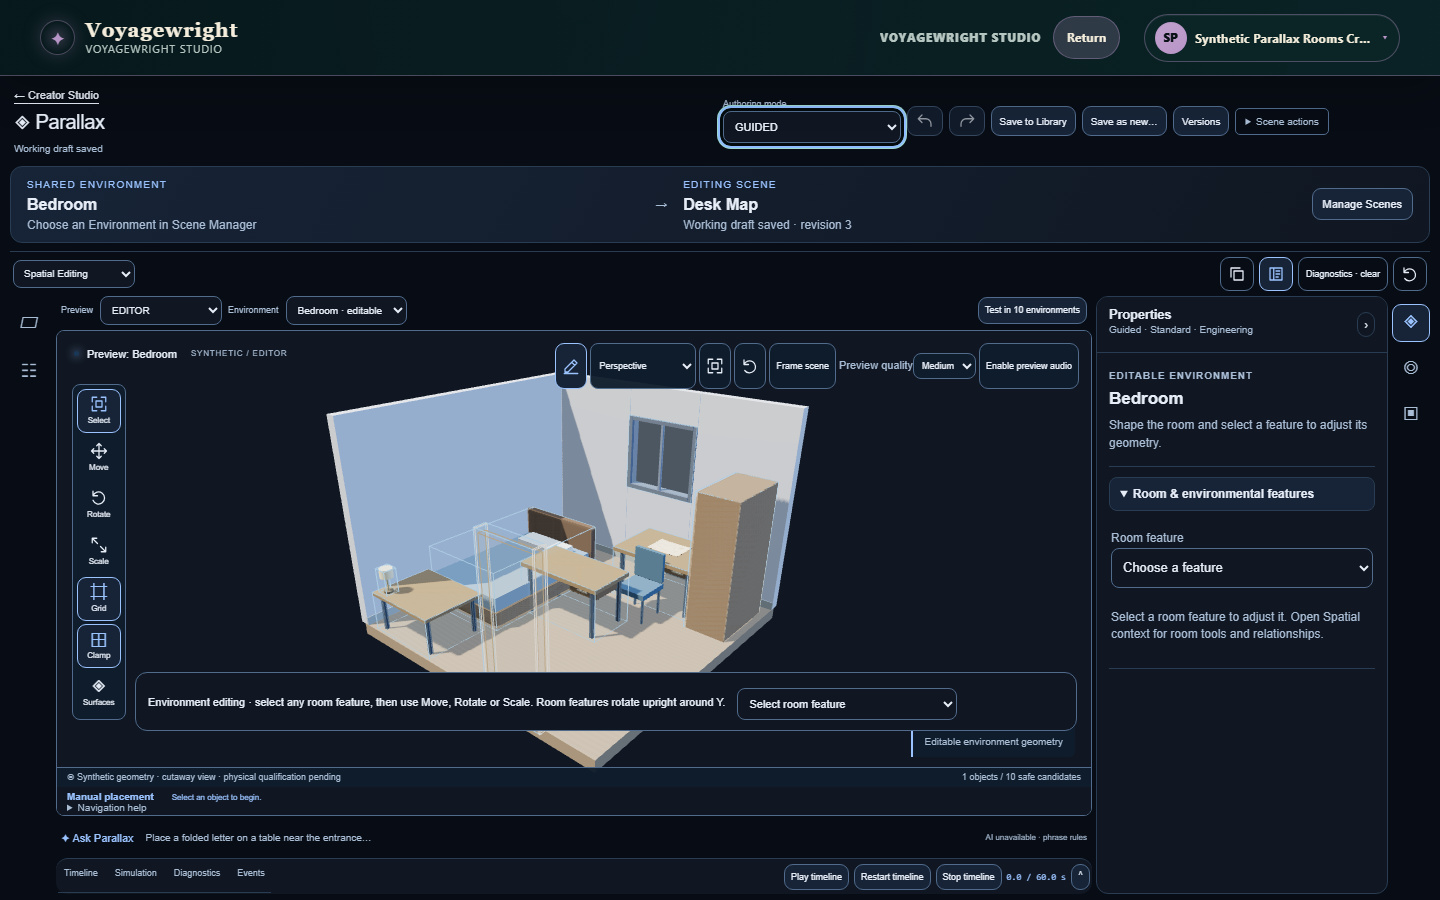 Voyagewright
VOYAGEWRIGHT STUDIO
VOYAGEWRIGHT STUDIO
Return
SP
Synthetic Parallax Rooms Cr...
← Creator Studio
Parallax
Working draft saved
Authoring mode
GUIDED
Save to Library
Save as new...
Versions
Scene actions
SHARED ENVIRONMENT
Bedroom
Choose an Environment in Scene Manager
→
EDITING SCENE
Desk Map
Working draft saved · revision 3
Manage Scenes
Spatial Editing
Diagnostics · clear
Preview
EDITOR
Environment
Bedroom · editable
Test in 10 environments
Preview: Bedroom
SYNTHETIC / EDITOR
Perspective
Frame scene
Preview quality
Medium
Enable preview audio
Select
Move
Rotate
Scale
Grid
Clamp
Surfaces
Environment editing · select any room feature, then use Move, Rotate or Scale. Room features rotate upright around Y.
Select room feature
Editable environment geometry
Synthetic geometry · cutaway view · physical qualification pending
1 objects / 10 safe candidates
Manual placement
Select an object to begin.
Navigation help
Ask Parallax
Place a folded letter on a table near the entrance...
AI unavailable · phrase rules
Timeline
Simulation
Diagnostics
Events
Play timeline
Restart timeline
Stop timeline
0.0 / 60.0 s
^
Properties
Guided · Standard · Engineering
›
EDITABLE ENVIRONMENT
Bedroom
Shape the room and select a feature to adjust its
geometry.
Room & environmental features
Room feature
Choose a feature
Select a room feature to adjust it. Open Spatial
context for room tools and relationships.